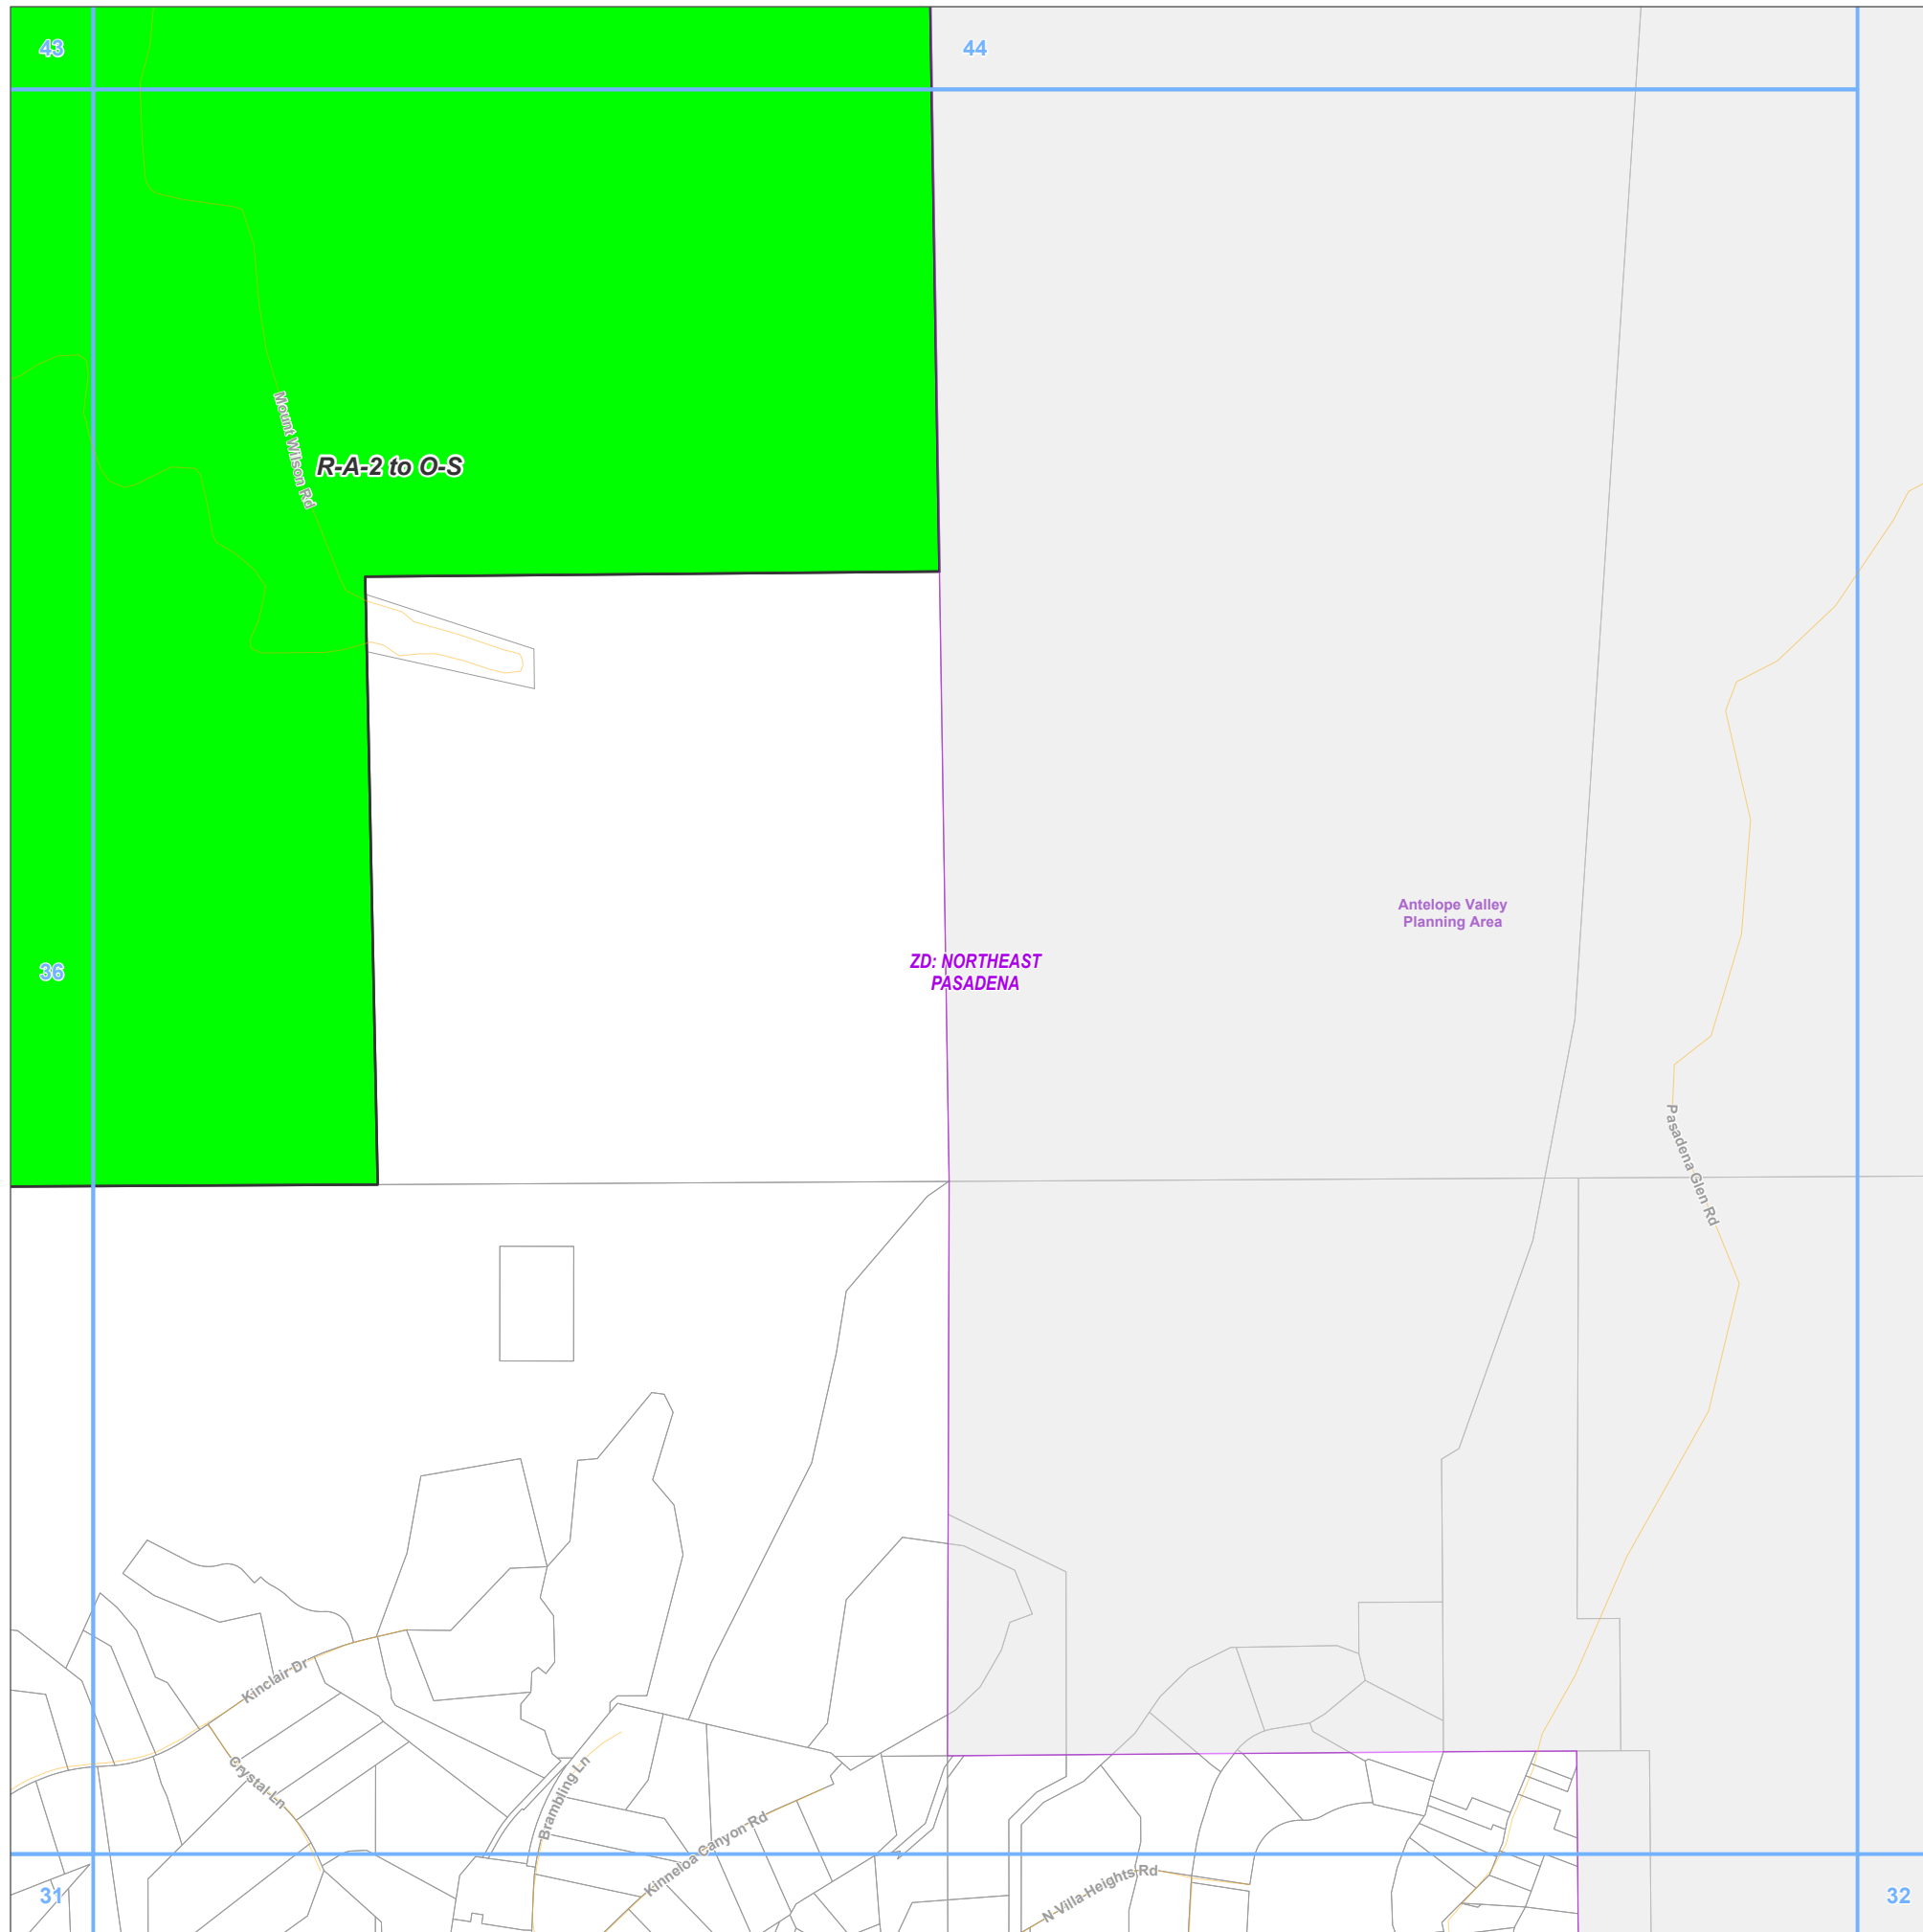 43
44
Mount Wilson Rd
R-A-2 to O-S
Antelope Valley
Planning Area
ZD: NORTHEAST
PASADENA
36
Pasadena Glen Rd
Kinclair Dr
Crystal Ln
Brambling Ln
Kinneloa Canyon Rd
N Villa Heights Rd
31
32